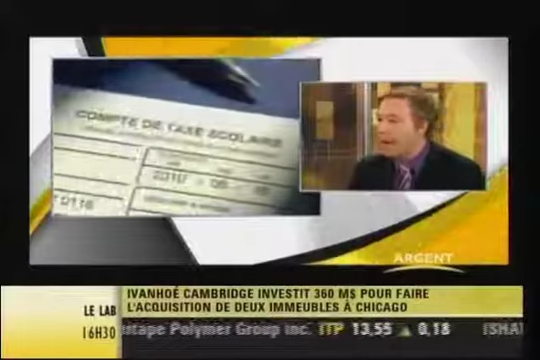 COMPTE DE TAXE SCOLAIRE
2010
0116
ARGENT
IVANHOÉ CAMBRIDGE INVESTIT 360 M$ POUR FAIRE
L'ACQUISITION DE DEUX IMMEUBLES À CHICAGO
LE LAB
16H30
Polymer Group Inc. ITP 13,55 ▲ 0,18